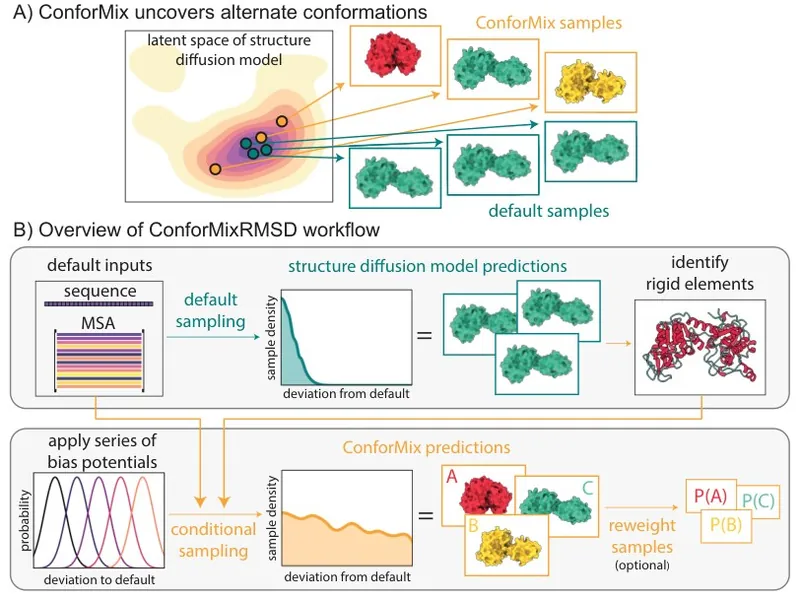 A) ConforMix uncovers alternate conformations
latent space of structure
diffusion model
ConforMix samples
default samples
B) Overview of ConforMixRMSD workflow
default inputs
sequence
MSA
default
sampling
structure diffusion model predictions
sample density
deviation from default
=
identify
rigid elements
apply series of
bias potentials
probability
deviation to default
conditional
sampling
ConforMix predictions
sample density
deviation from default
=
A
C
B
reweight
samples
(optional)
P(A)
P(C)
P(B)